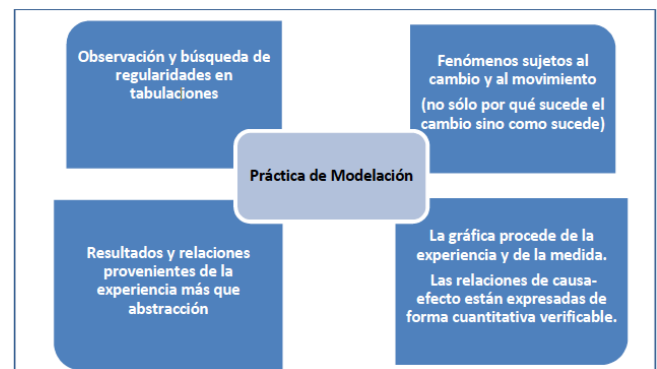 Observación y búsqueda de
regularidades en
tabulaciones
Fenómenos sujetos al
cambio y al movimiento
(no sólo por qué sucede el
cambio sino como sucede)
Práctica de Modelación
Resultados y relaciones
provenientes de la
experiencia más que
abstracción
La gráfica procede de la
experiencia y de la medida.
Las relaciones de causa-
efecto están expresadas de
forma cuantitativa verificable.